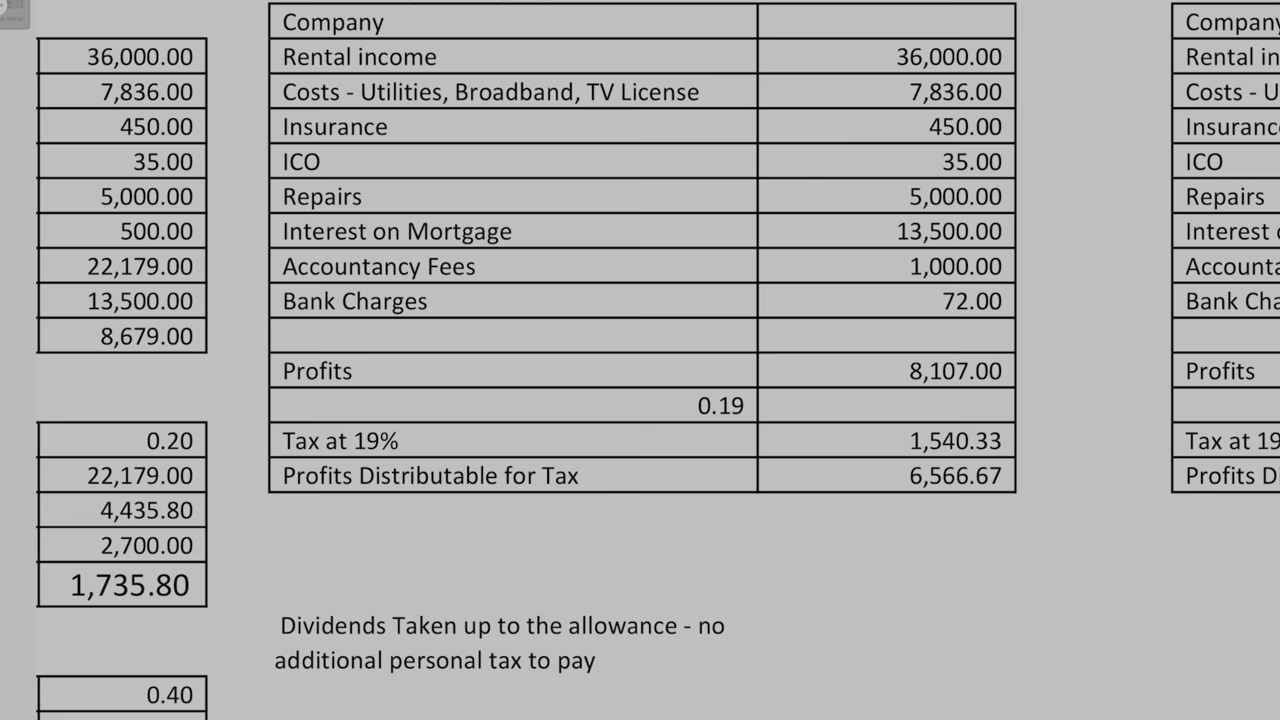 36,000.00
7,836.00
450.00
35.00
5,000.00
500.00
22,179.00
13,500.00
8,679.00
0.20
22,179.00
4,435.80
2,700.00
1,735.80
0.40
Company
Rental income 36,000.00
Costs - Utilities, Broadband, TV License 7,836.00
Insurance 450.00
ICO 35.00
Repairs 5,000.00
Interest on Mortgage 13,500.00
Accountancy Fees 1,000.00
Bank Charges 72.00
Profits 8,107.00
0.19
Tax at 19% 1,540.33
Profits Distributable for Tax 6,566.67
Dividends Taken up to the allowance - no
additional personal tax to pay
Company
Rental in
Costs - U
Insuranc
ICO
Repairs
Interest
Accounta
Bank Cha
Profits
Tax at 19
Profits D